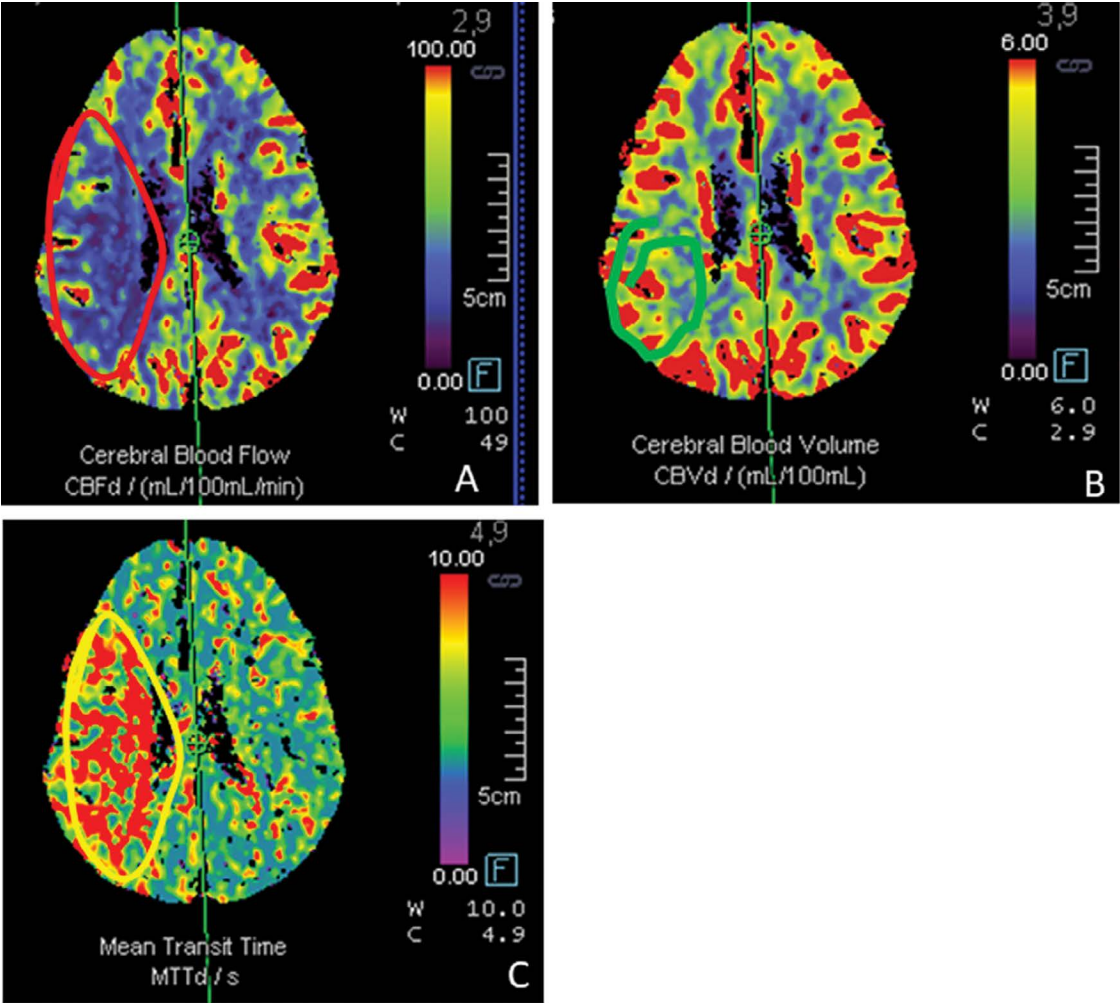 2,9
100.00
5cm
0.00 F
W 100
C 49
Cerebral Blood Flow
CBFd / (mL/100mL/min)
A
3,9
6.00
5cm
0.00 F
W 6.0
C 2.9
Cerebral Blood Volume
CBVd / (mL/100mL)
B
4,9
10.00
5cm
0.00 F
W 10.0
C 4.9
Mean Transit Time
MTTd / s
C